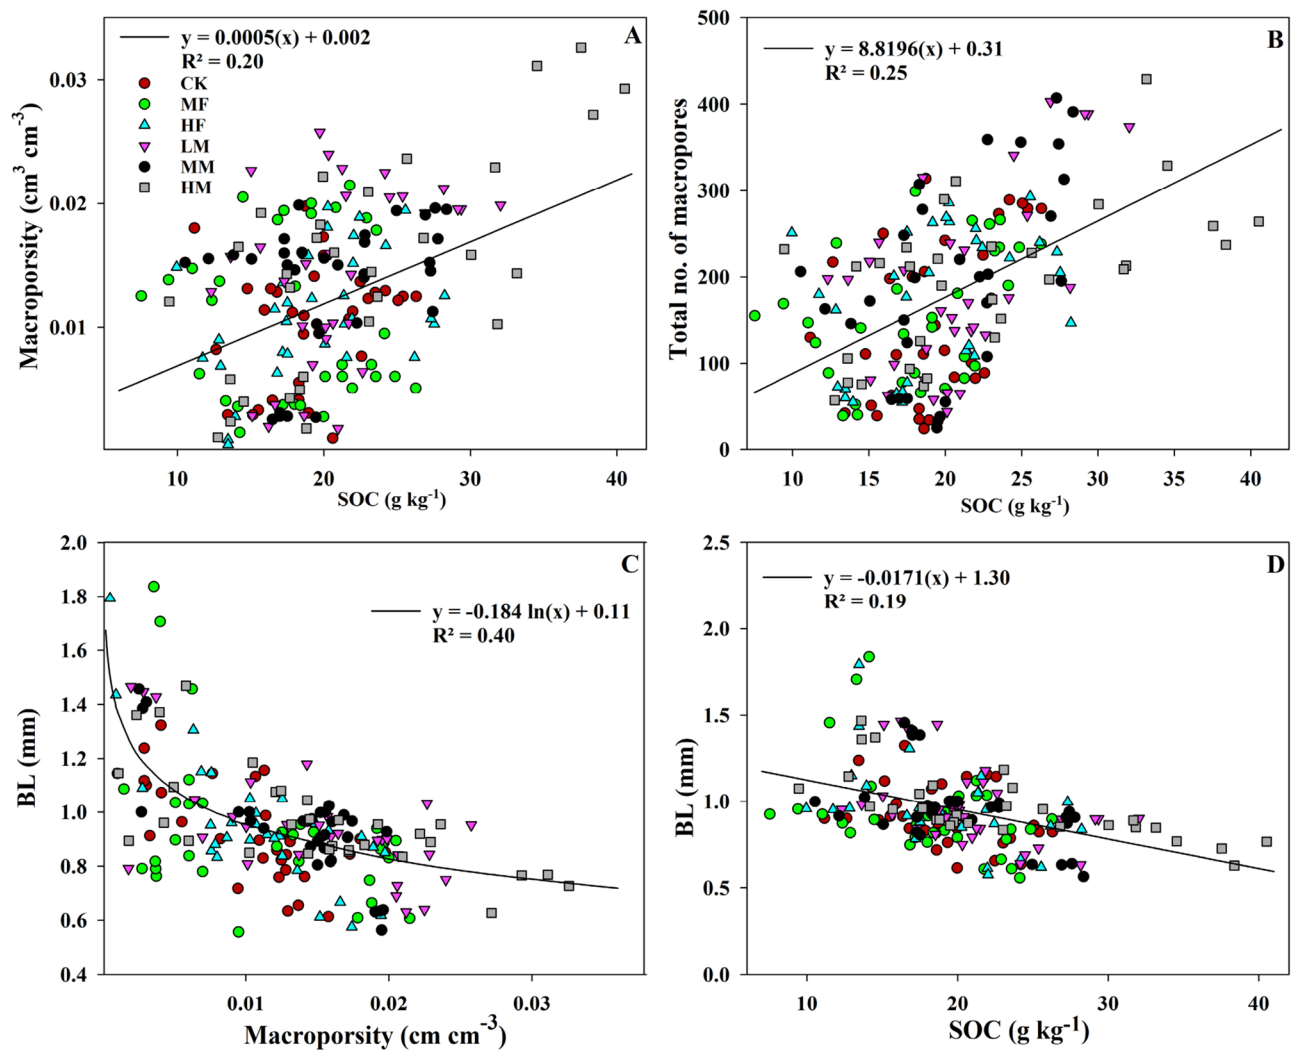 A
y = 0.0005(x) + 0.002
R² = 0.20
CK
MF
HF
LM
MM
HM
0.03
0.02
0.01
Macroporsity (cm³ cm⁻³)
10 20 30 40
SOC (g kg⁻¹)
B
y = 8.8196(x) + 0.31
R² = 0.25
500
400
300
200
100
0
Total no. of macropores
10 15 20 25 30 35 40
SOC (g kg⁻¹)
C
y = -0.184 ln(x) + 0.11
R² = 0.40
2.0
1.8
1.6
1.4
1.2
1.0
0.8
0.6
0.4
BL (mm)
0.01 0.02 0.03
Macroporsity (cm cm⁻³)
D
y = -0.0171(x) + 1.30
R² = 0.19
2.5
2.0
1.5
1.0
0.5
0.0
BL (mm)
10 20 30 40
SOC (g kg⁻¹)